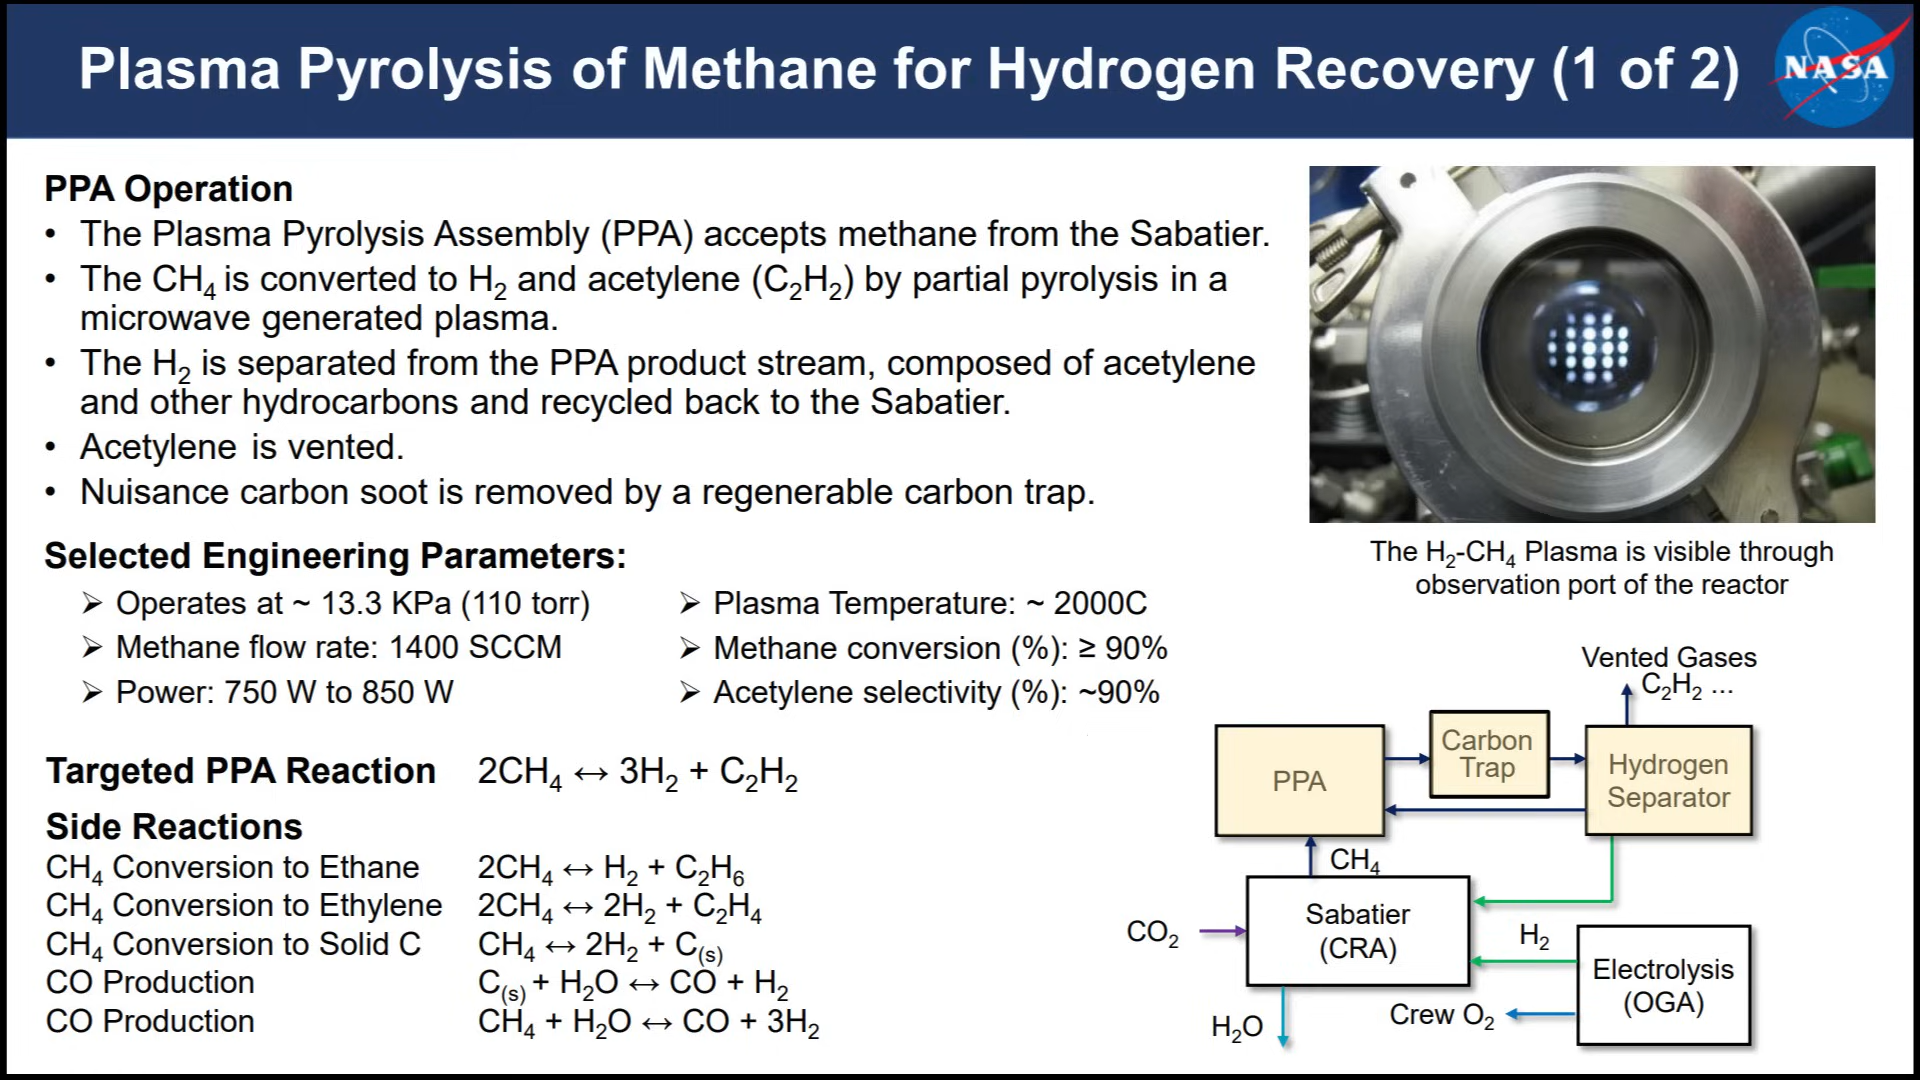 Plasma Pyrolysis of Methane for Hydrogen Recovery (1 of 2)
NASA
PPA Operation
• The Plasma Pyrolysis Assembly (PPA) accepts methane from the Sabatier.
• The CH₄ is converted to H₂ and acetylene (C₂H₂) by partial pyrolysis in a
microwave generated plasma.
• The H₂ is separated from the PPA product stream, composed of acetylene
and other hydrocarbons and recycled back to the Sabatier.
• Acetylene is vented.
• Nuisance carbon soot is removed by a regenerable carbon trap.
Selected Engineering Parameters:
➢ Operates at ~ 13.3 KPa (110 torr)
➢ Methane flow rate: 1400 SCCM
➢ Power: 750 W to 850 W
➢ Plasma Temperature: ~ 2000C
➢ Methane conversion (%): ≥ 90%
➢ Acetylene selectivity (%): ~90%
Targeted PPA Reaction 2CH₄ ↔ 3H₂ + C₂H₂
Side Reactions
CH₄ Conversion to Ethane 2CH₄ ↔ H₂ + C₂H₆
CH₄ Conversion to Ethylene 2CH₄ ↔ 2H₂ + C₂H₄
CH₄ Conversion to Solid C CH₄ ↔ 2H₂ + C₍s₎
CO Production C₍s₎ + H₂O ↔ CO + H₂
CO Production CH₄ + H₂O ↔ CO + 3H₂
The H₂-CH₄ Plasma is visible through
observation port of the reactor
Vented Gases
C₂H₂ ...
PPA
Carbon
Trap
Hydrogen
Separator
CH₄
Sabatier
(CRA)
CO₂
H₂
Electrolysis
(OGA)
Crew O₂
H₂O